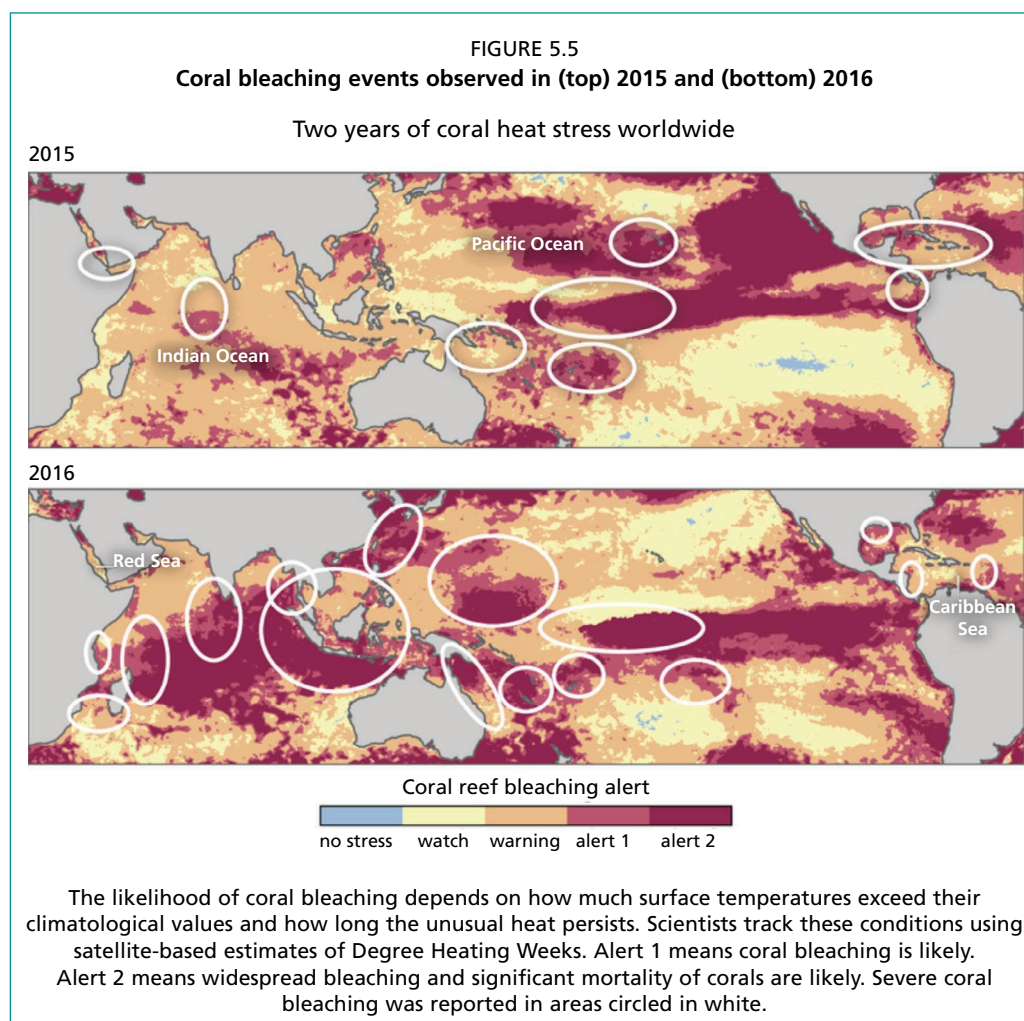 FIGURE 5.5
Coral bleaching events observed in (top) 2015 and (bottom) 2016
Two years of coral heat stress worldwide
2015
Pacific Ocean
Indian Ocean
2016
Red Sea
Caribbean
Sea
Coral reef bleaching alert
no stress watch warning alert 1 alert 2
The likelihood of coral bleaching depends on how much surface temperatures exceed their
climatological values and how long the unusual heat persists. Scientists track these conditions using
satellite-based estimates of Degree Heating Weeks. Alert 1 means coral bleaching is likely.
Alert 2 means widespread bleaching and significant mortality of corals are likely. Severe coral
bleaching was reported in areas circled in white.